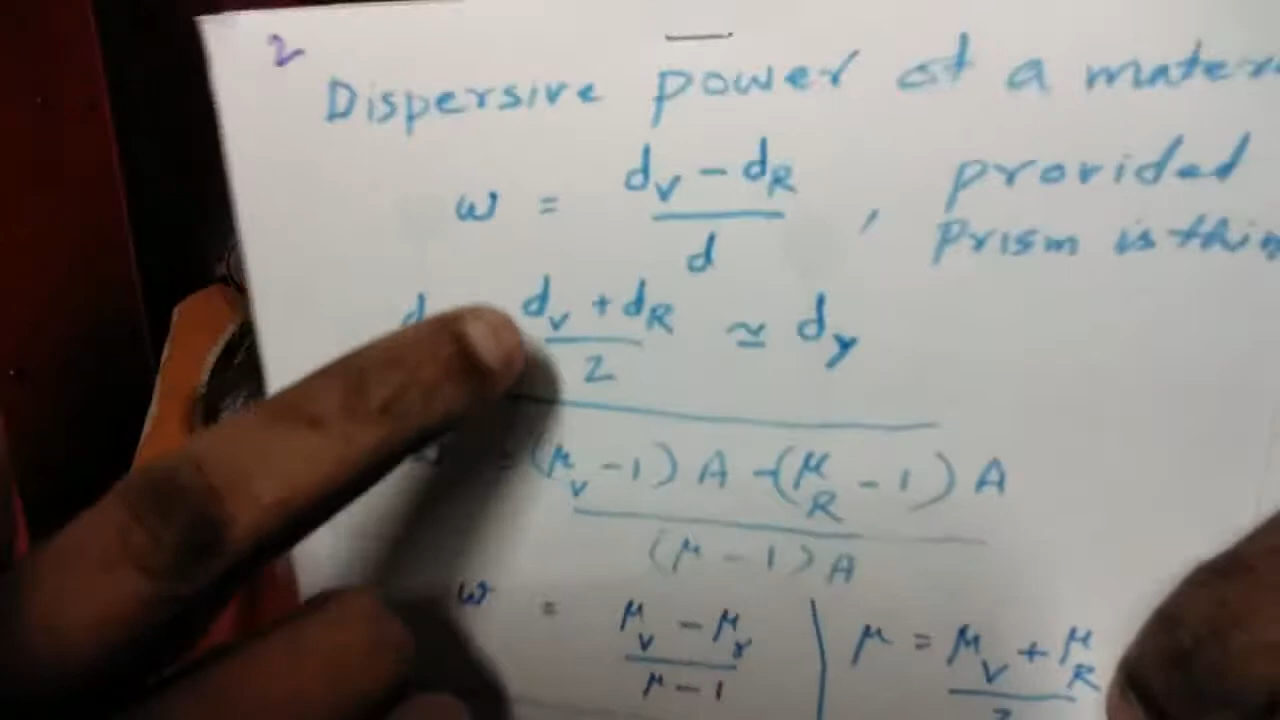 2
Dispersive power of a mater
ω = (d_V - d_R) / d , provided
Prism is thin
d (d_V + d_R) / 2 ≃ d_y
= ((μ_V - 1) A - (μ_R - 1) A) / ((μ - 1) A)
ω = (μ_V - μ_r) / (μ - 1) | μ = (μ_V + μ_R) / 2